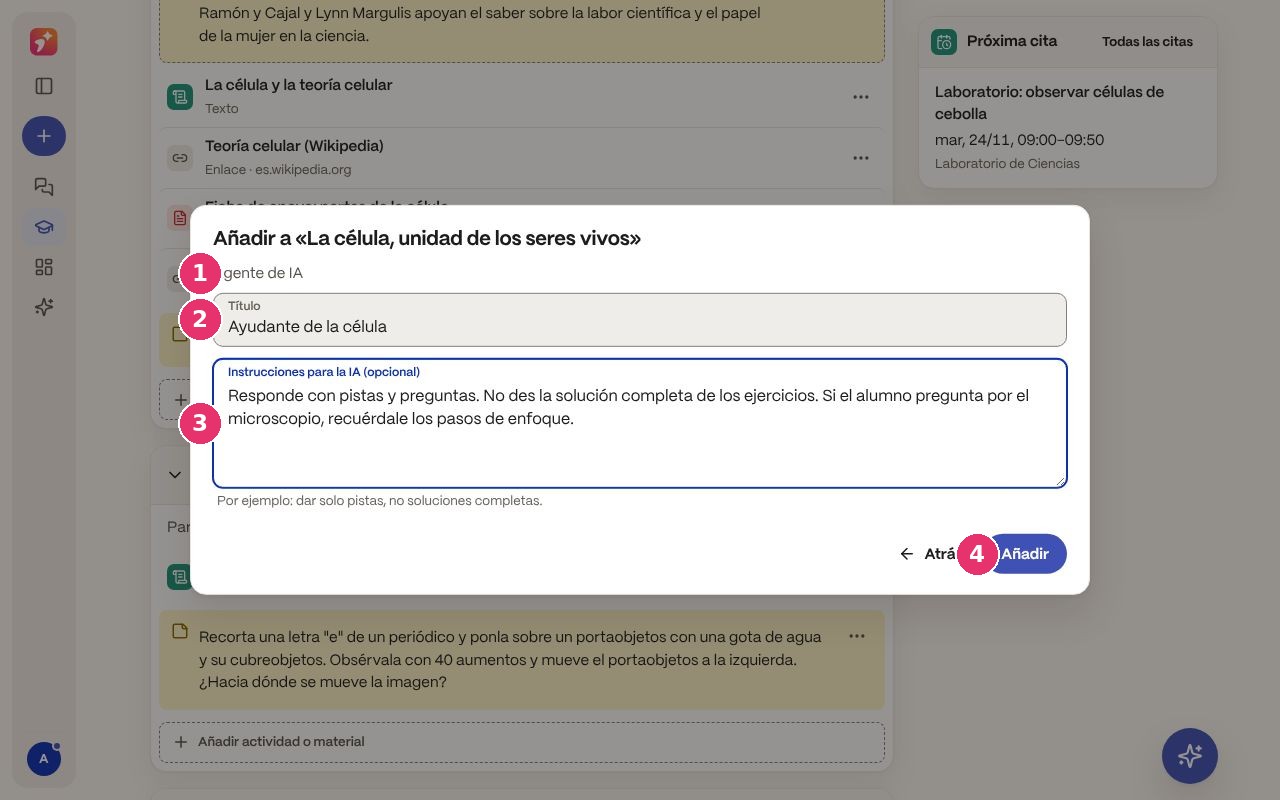 Ramón y Cajal y Lynn Margulis apoyan el saber sobre la labor científica y el papel
de la mujer en la ciencia.
La célula y la teoría celular
Texto
Teoría celular (Wikipedia)
Enlace · es.wikipedia.org
Próxima cita
Todas las citas
Laboratorio: observar células de
cebolla
mar, 24/11, 09:00–09:50
Laboratorio de Ciencias
Añadir a «La célula, unidad de los seres vivos»
1
gente de IA
2
Título
Ayudante de la célula
3
Instrucciones para la IA (opcional)
Responde con pistas y preguntas. No des la solución completa de los ejercicios. Si el alumno pregunta por el
microscopio, recuérdale los pasos de enfoque.
Por ejemplo: dar solo pistas, no soluciones completas.
Atrá
4
Añadir
Par
Recorta una letra "e" de un periódico y ponla sobre un portaobjetos con una gota de agua
y su cubreobjetos. Obsérvala con 40 aumentos y mueve el portaobjetos a la izquierda.
¿Hacia dónde se mueve la imagen?
Añadir actividad o material
A